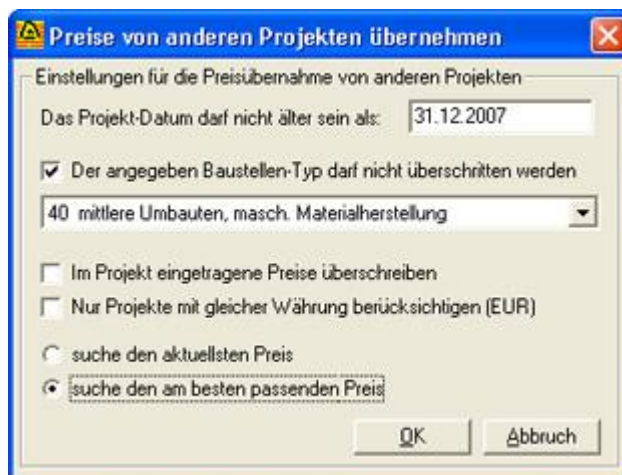 Preise von anderen Projekten übernehmen
Einstellungen für die Preisübernahme von anderen Projekten
Das Projekt-Datum darf nicht älter sein als: 31.12.2007
Der angegeben Baustellen-Typ darf nicht überschritten werden
40 mittlere Umbauten, masch. Materialherstellung
Im Projekt eingetragene Preise überschreiben
Nur Projekte mit gleicher Währung berücksichtigen (EUR)
suche den aktuellsten Preis
suche den am besten passenden Preis
OK Abbruch